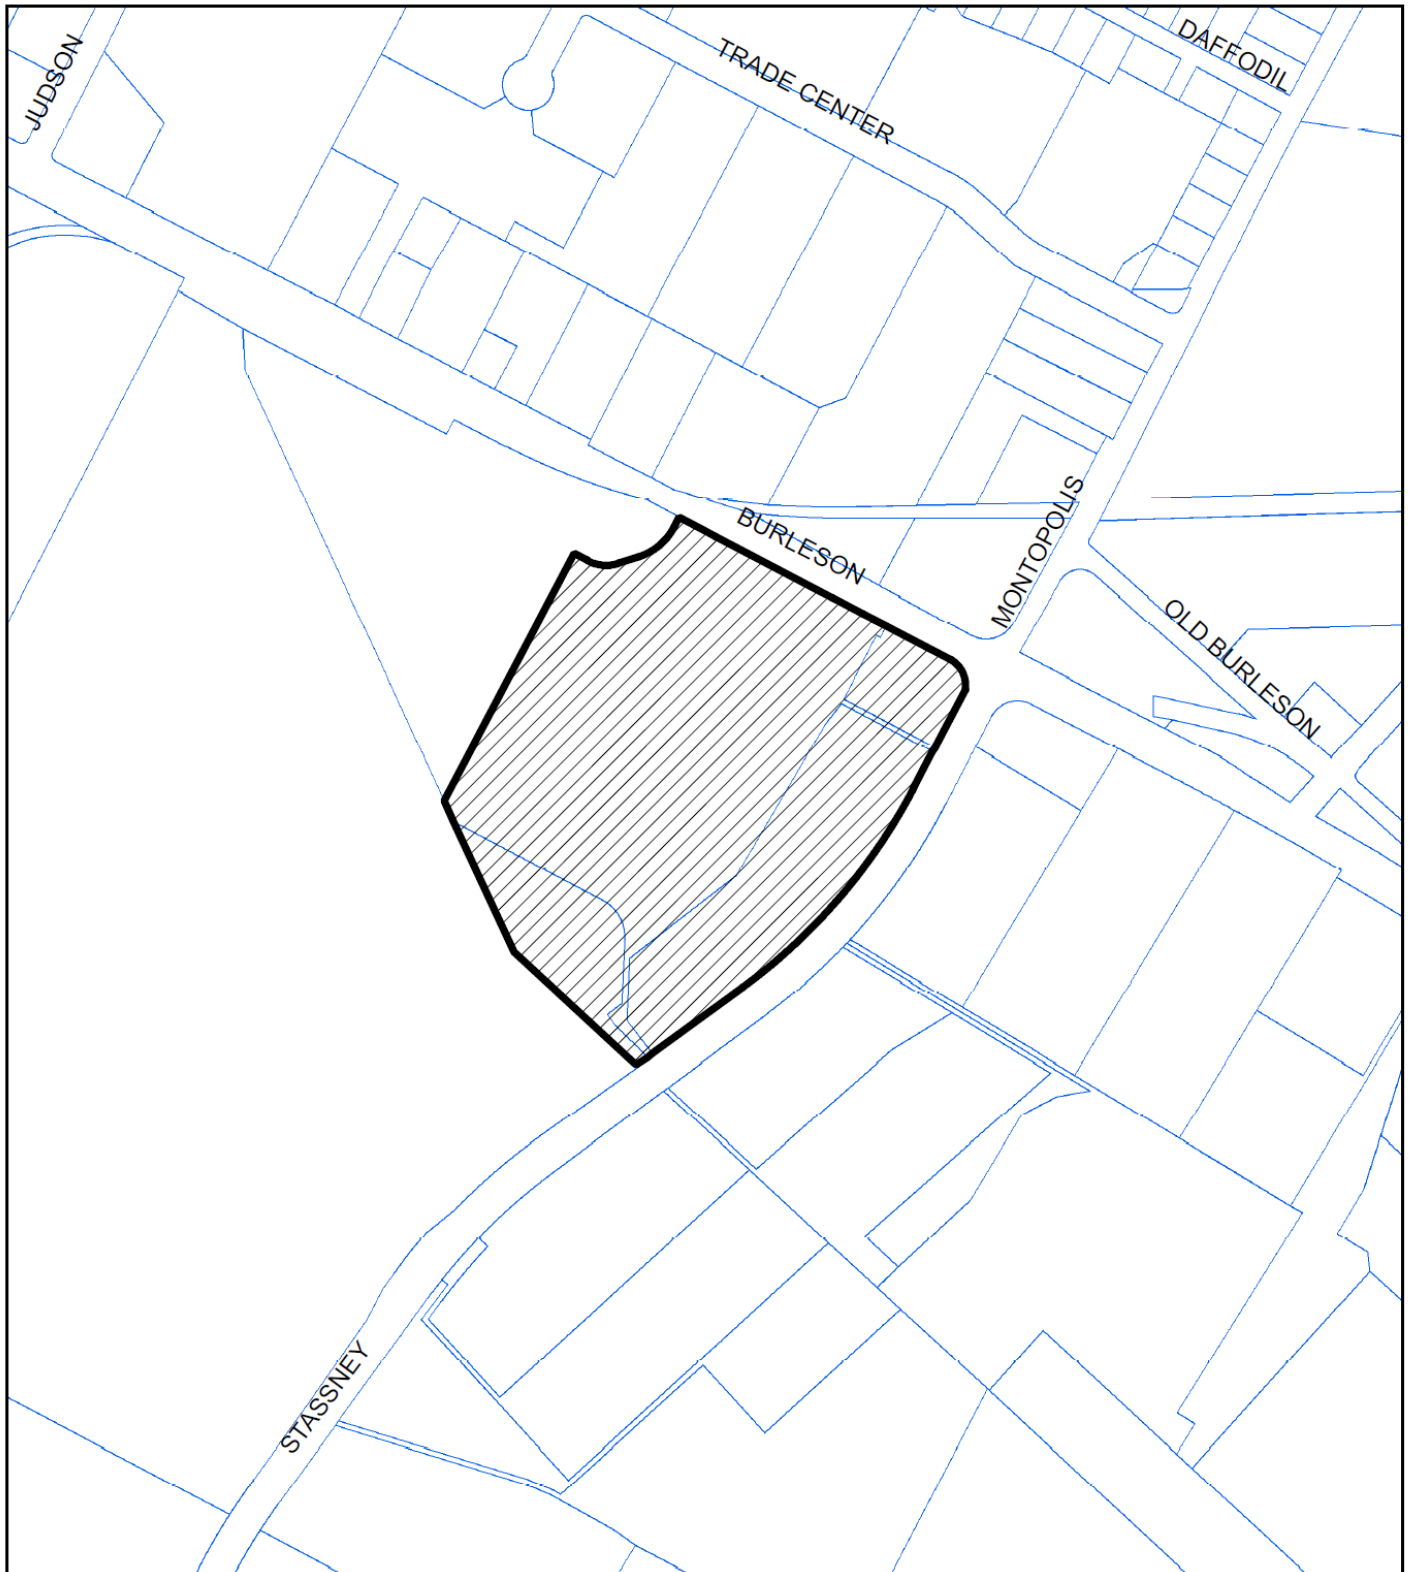 DAFFODIL
JUDSON
TRADE CENTER
BURLESON
MONTOPOLIS
OLD BURLESON
STASSNEY